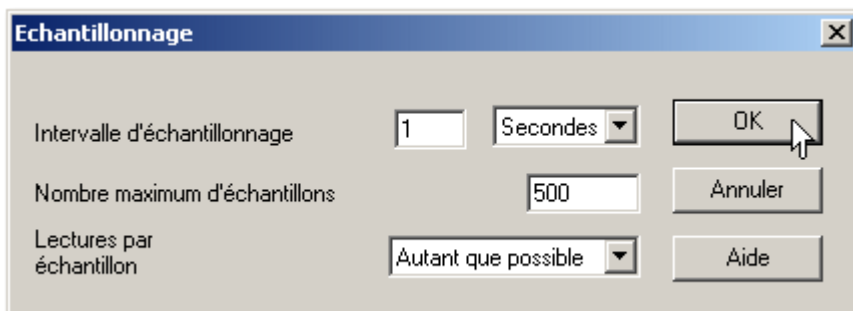 Echantillonnage
Intervalle d'échantillonnage 1 Secondes OK
Nombre maximum d'échantillons 500 Annuler
Lectures par
échantillon Autant que possible Aide